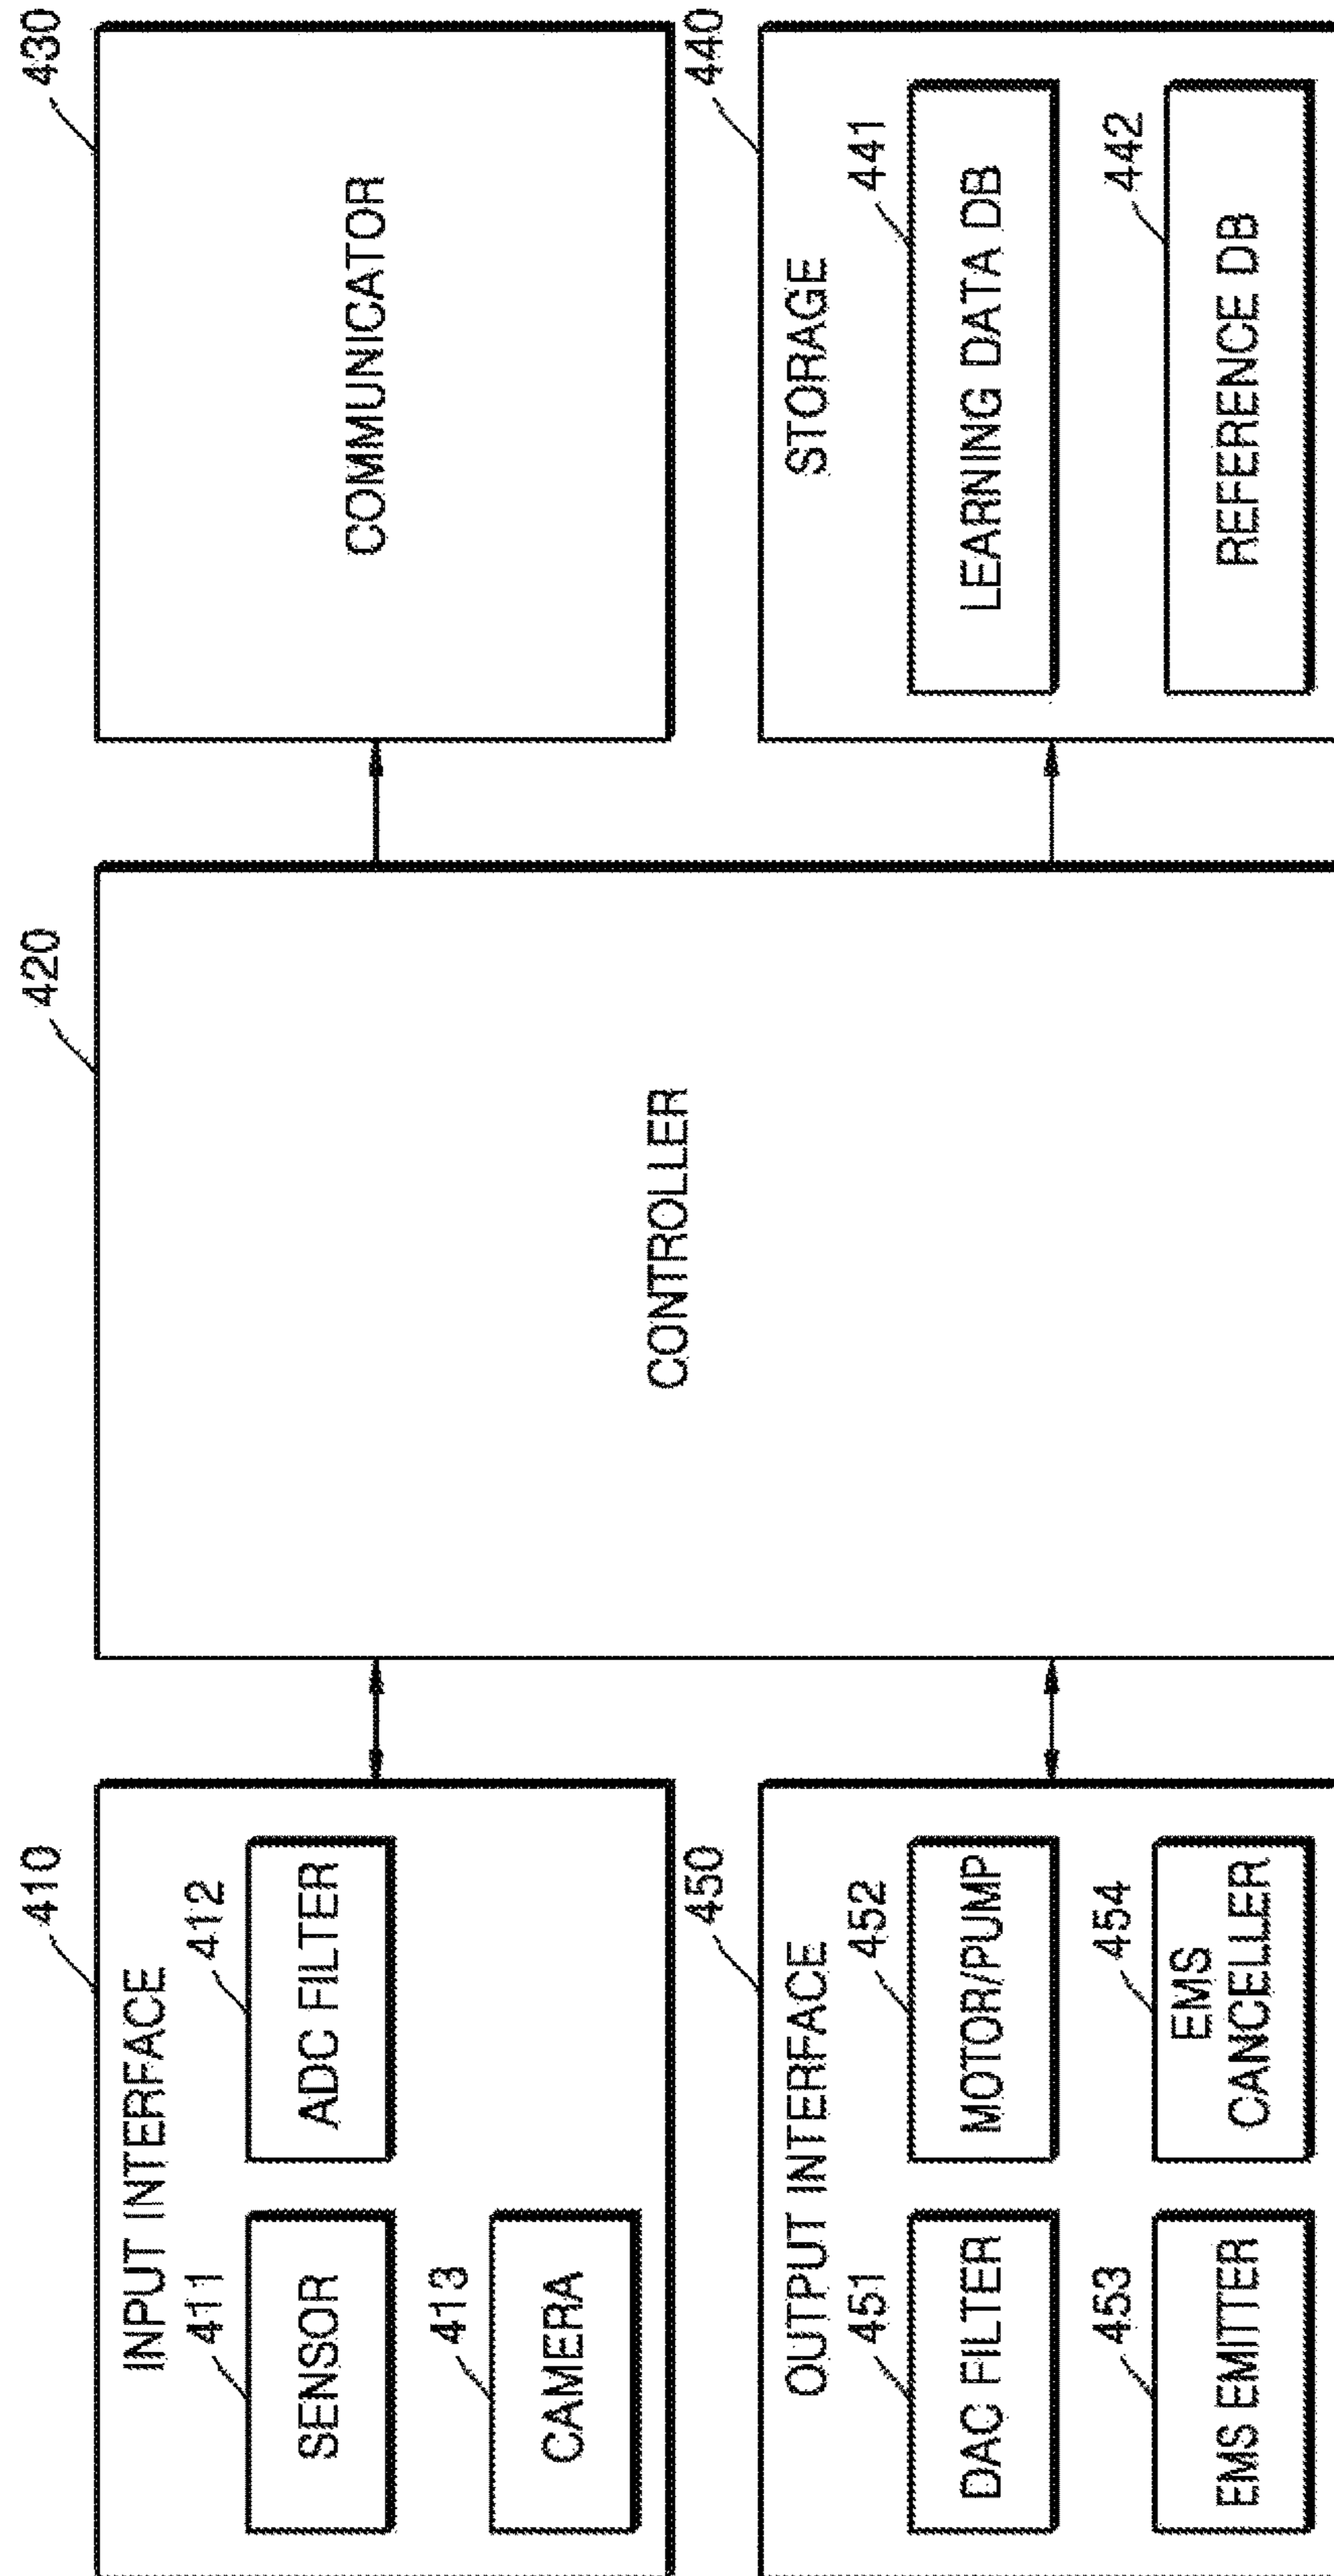 410
INPUT INTERFACE
411
SENSOR
412
ADC FILTER
413
CAMERA
450
OUTPUT INTERFACE
451
DAC FILTER
452
MOTOR/PUMP
453
EMS EMITTER
454
EMS
CANCELLER
420
CONTROLLER
430
COMMUNICATOR
440
STORAGE
441
LEARNING DATA DB
442
REFERENCE DB